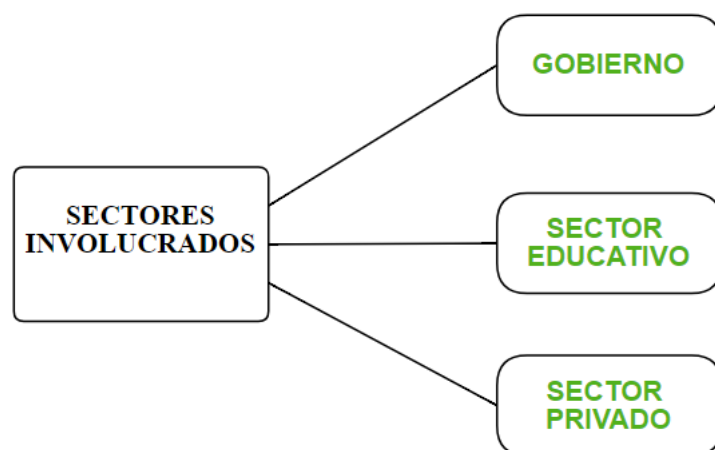 SECTORES
INVOLUCRADOS
GOBIERNO
SECTOR
EDUCATIVO
SECTOR
PRIVADO